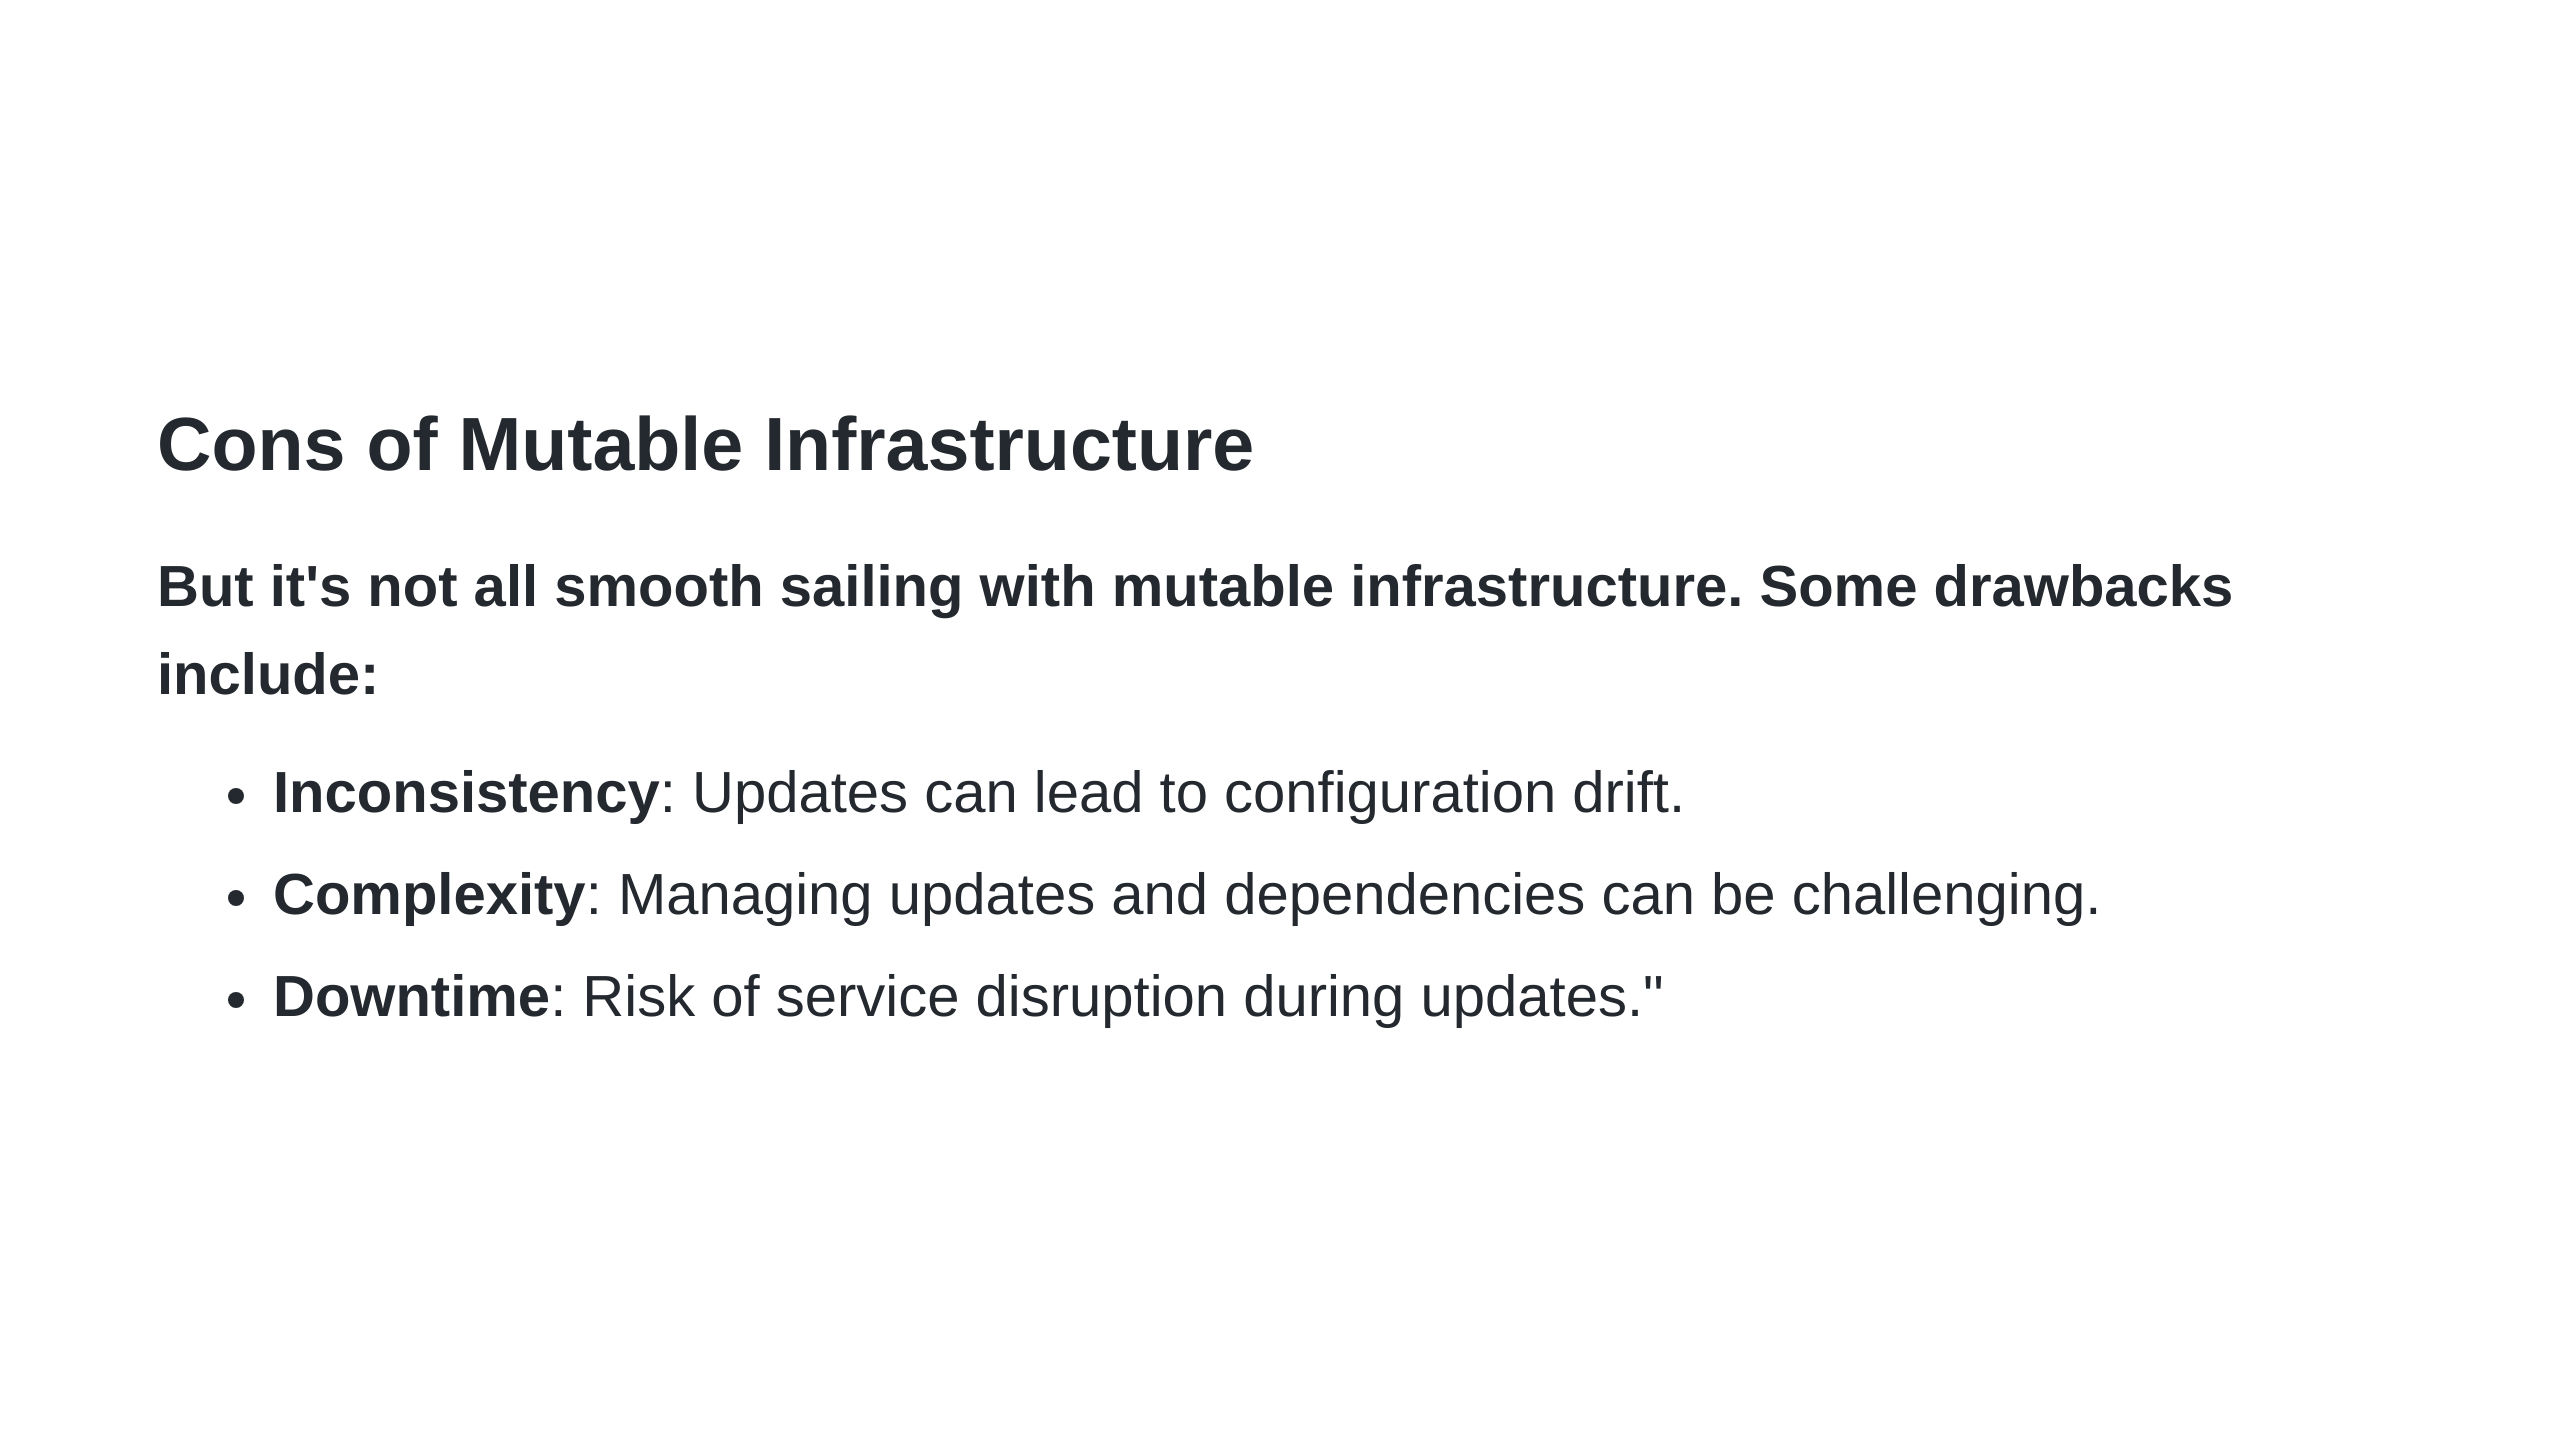 Cons of Mutable Infrastructure
But it's not all smooth sailing with mutable infrastructure. Some drawbacks
include:
• Inconsistency: Updates can lead to configuration drift.
• Complexity: Managing updates and dependencies can be challenging.
• Downtime: Risk of service disruption during updates."